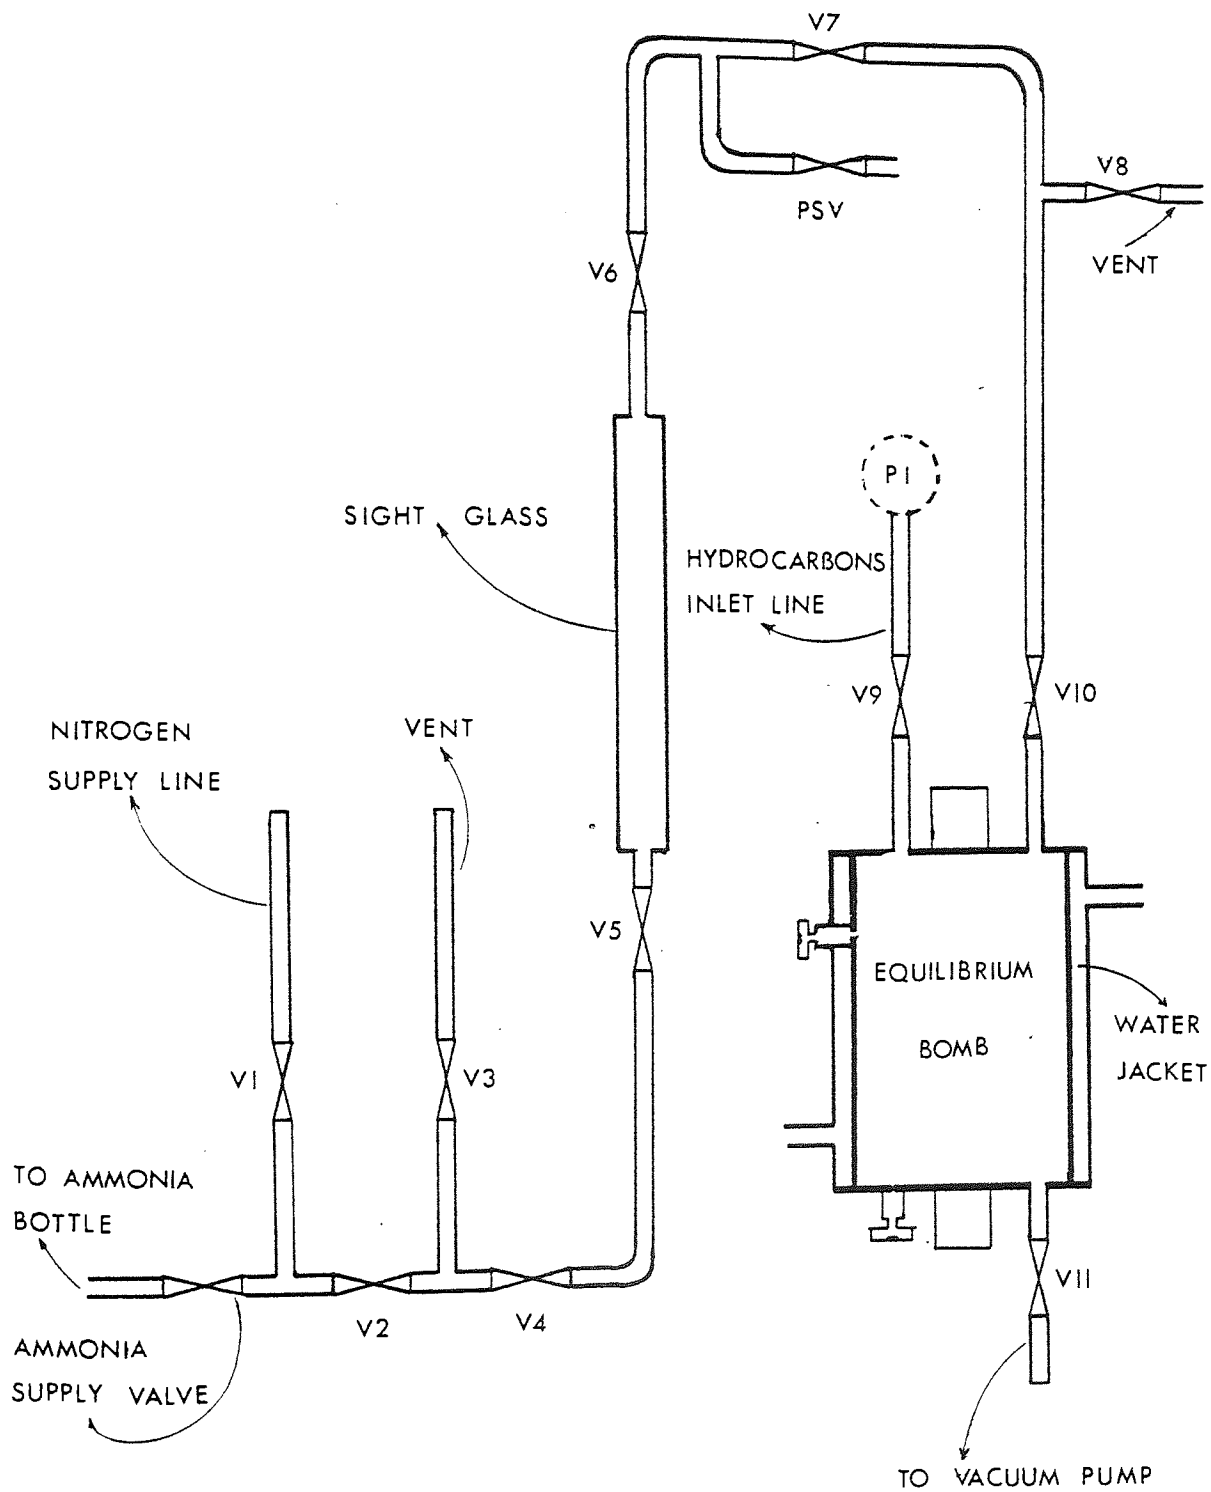 V7
V8
PSV
VENT
V6
PI
SIGHT GLASS
HYDROCARBONS
INLET LINE
V9
V10
NITROGEN
SUPPLY LINE
VENT
V5
EQUILIBRIUM
BOMB
WATER
JACKET
V1
V3
TO AMMONIA
BOTTLE
V2
V4
V11
AMMONIA
SUPPLY VALVE
TO VACUUM PUMP